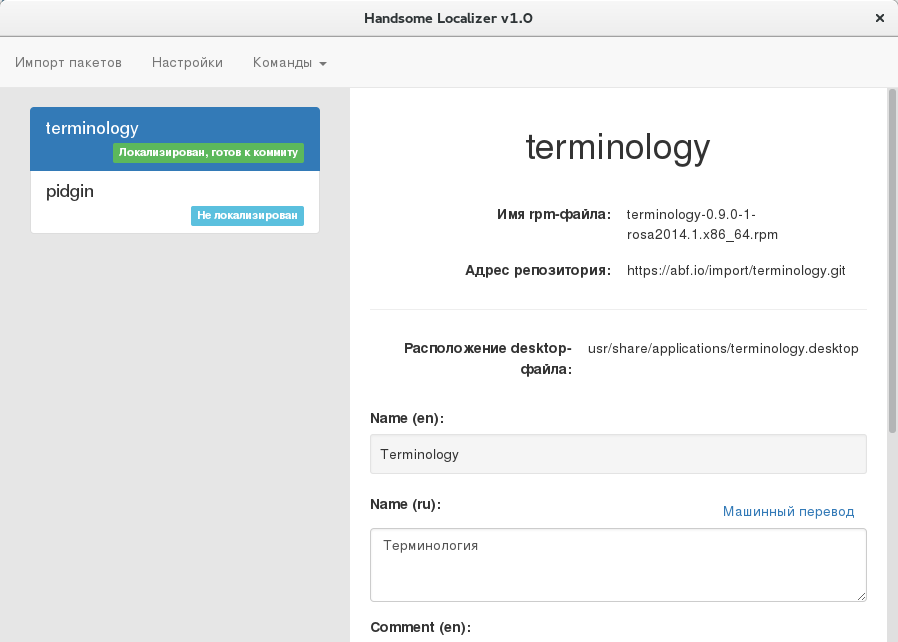 Handsome Localizer v1.0
Импорт пакетов Настройки Команды
terminology
Локализирован, готов к коммиту
pidgin
Не локализирован
terminology
Имя rpm-файла: terminology-0.9.0-1-
rosa2014.1.x86_64.rpm
Адрес репозитория: https://abf.io/import/terminology.git
Расположение desktop- usr/share/applications/terminology.desktop
файла:
Name (en):
Terminology
Name (ru):
Машинный перевод
Терминология
Comment (en):